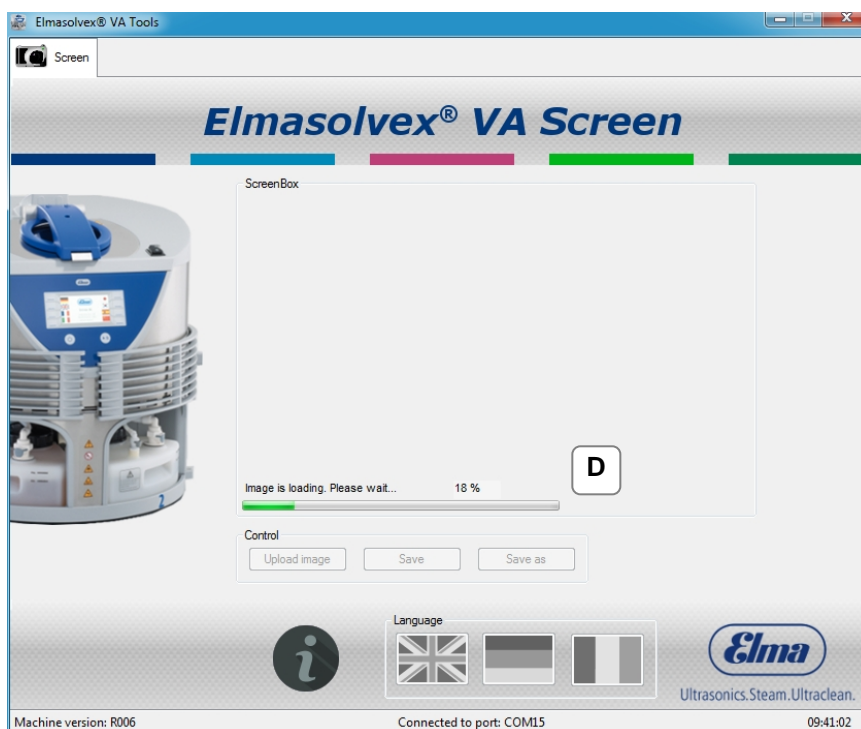 Elmasolvex® VA Tools
Screen
Elmasolvex® VA Screen
ScreenBox
Image is loading. Please wait... 18 %
D
Control
Upload image Save Save as
Language
i
Elma
Ultrasonics.Steam.Ultraclean.
Machine version: R006 Connected to port: COM15 09:41:02
2